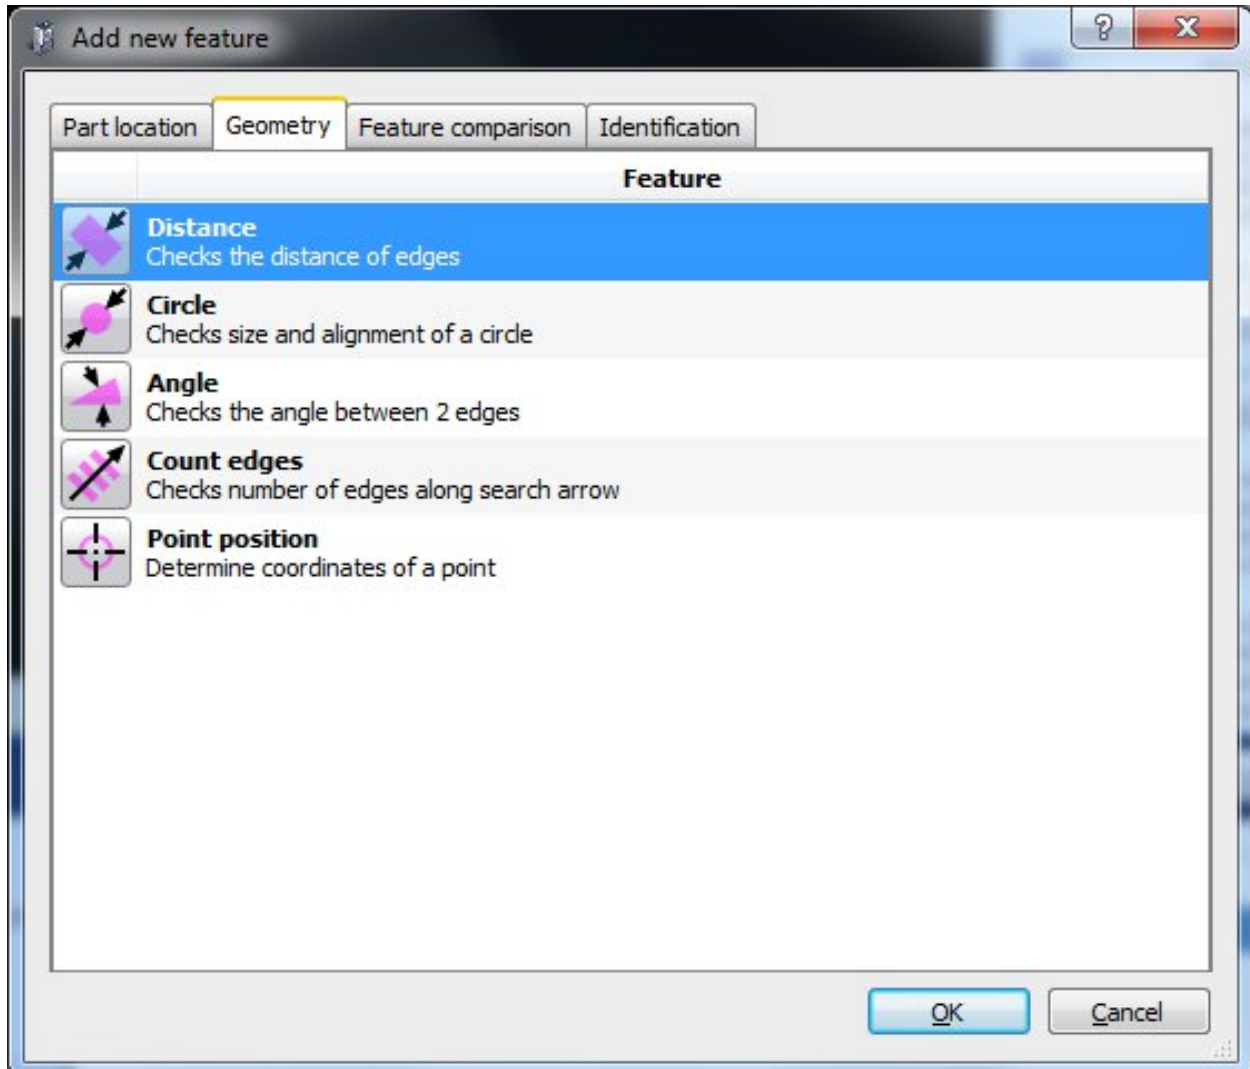 Add new feature
Part location
Geometry
Feature comparison
Identification
Feature
Distance
Checks the distance of edges
Circle
Checks size and alignment of a circle
Angle
Checks the angle between 2 edges
Count edges
Checks number of edges along search arrow
Point position
Determine coordinates of a point
OK
Cancel